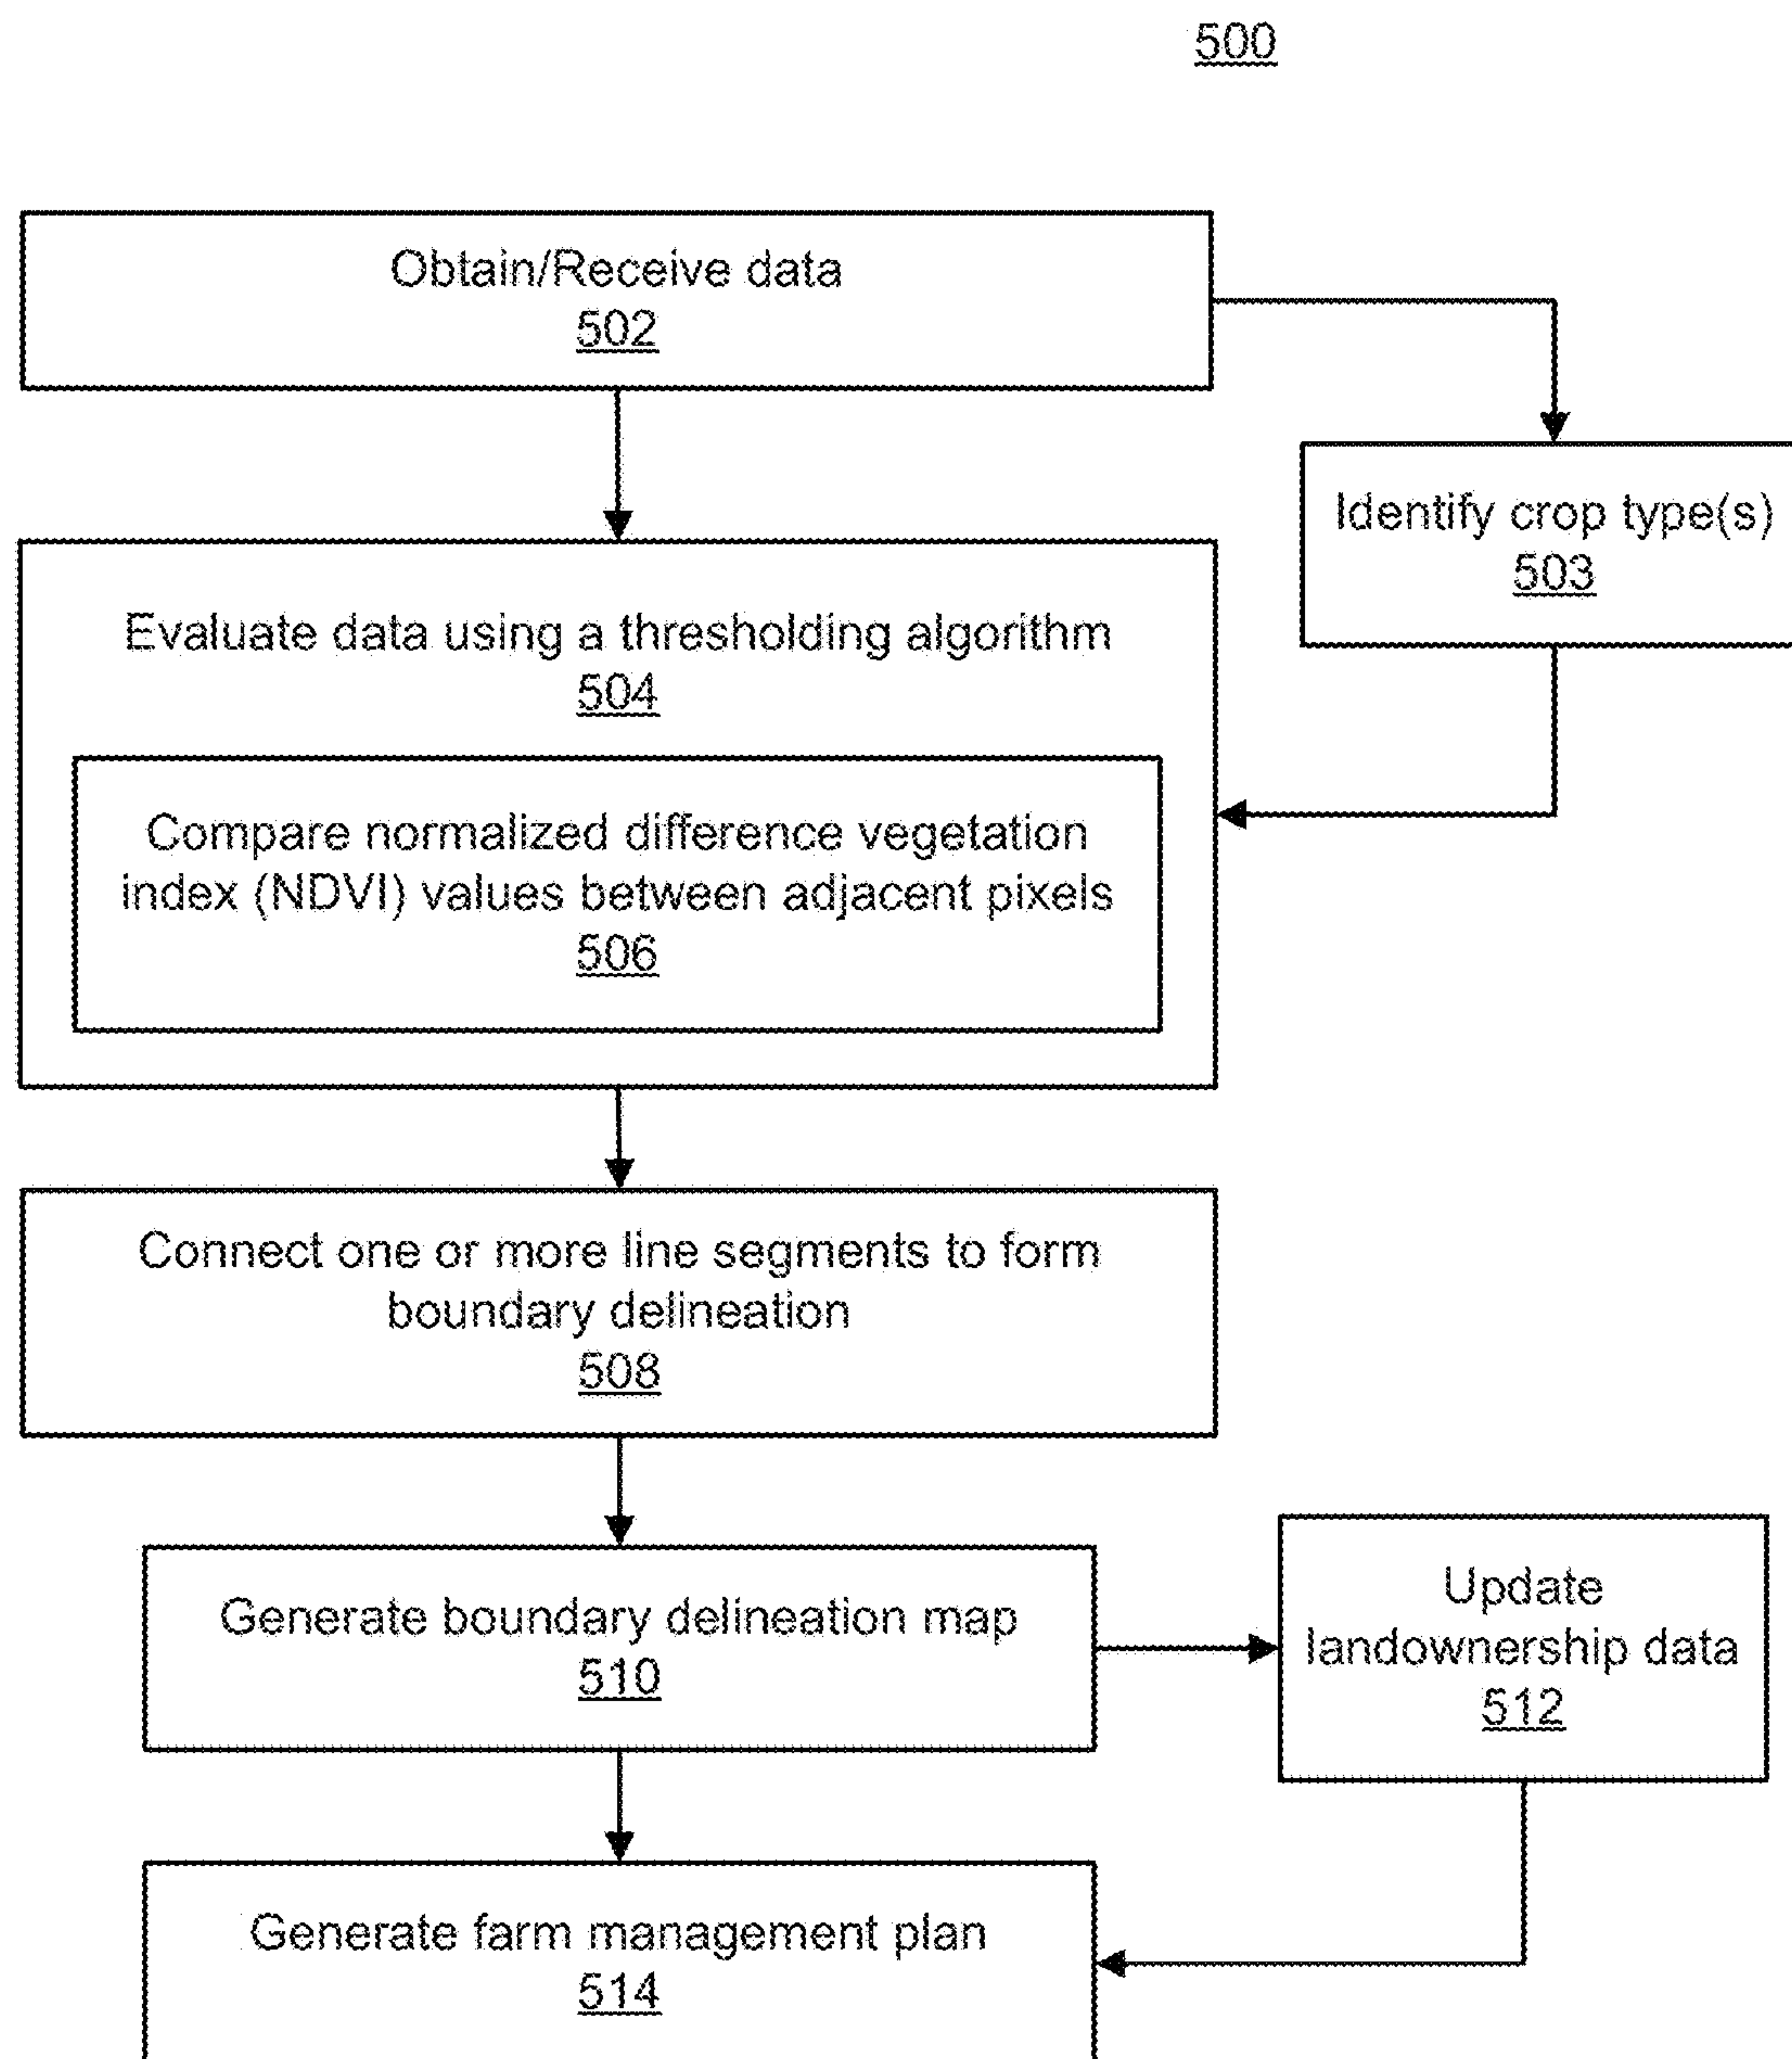 500
Obtain/Receive data
502
Identify crop type(s)
503
Evaluate data using a thresholding algorithm
504
Compare normalized difference vegetation
index (NDVI) values between adjacent pixels
506
Connect one or more line segments to form
boundary delineation
508
Generate boundary delineation map
510
Update
landownership data
512
Generate farm management plan
514